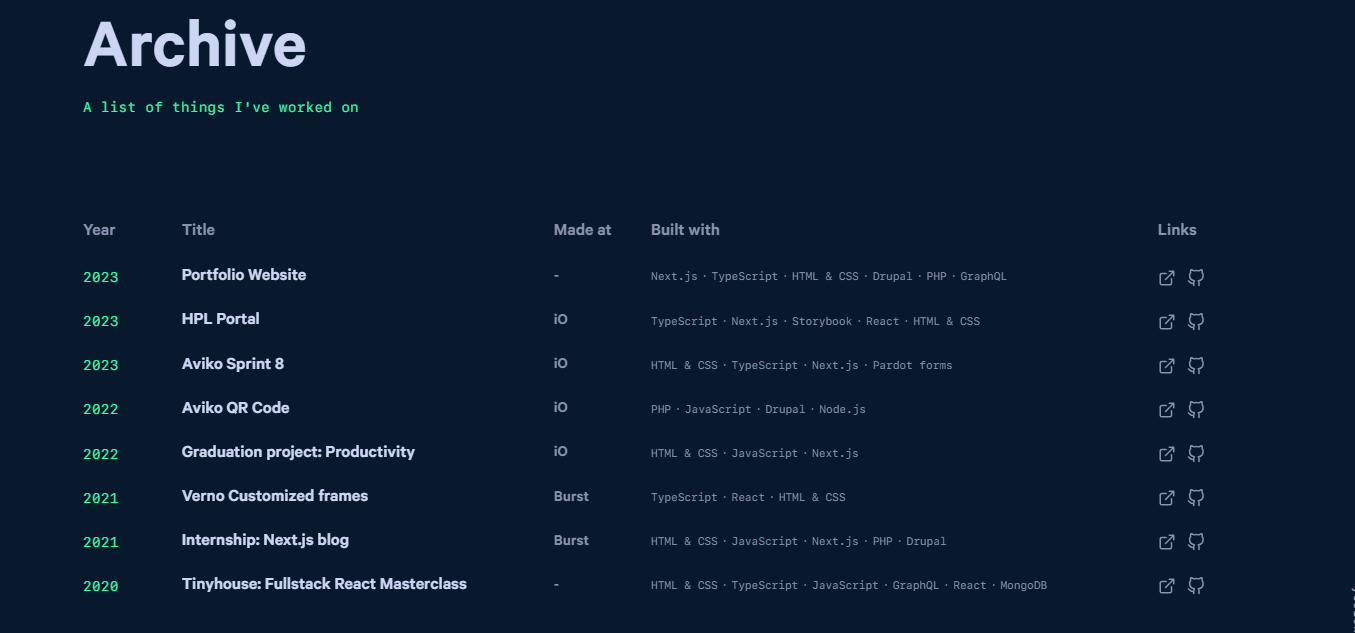 Archive
A list of things I've worked on
Year Title Made at Built with Links
2023 Portfolio Website - Next.js · TypeScript · HTML & CSS · Drupal · PHP · GraphQL
2023 HPL Portal iO TypeScript · Next.js · Storybook · React · HTML & CSS
2023 Aviko Sprint 8 iO HTML & CSS · TypeScript · Next.js · Pardot forms
2022 Aviko QR Code iO PHP · JavaScript · Drupal · Node.js
2022 Graduation project: Productivity iO HTML & CSS · JavaScript · Next.js
2021 Verno Customized frames Burst TypeScript · React · HTML & CSS
2021 Internship: Next.js blog Burst HTML & CSS · JavaScript · Next.js · PHP · Drupal
2020 Tinyhouse: Fullstack React Masterclass - HTML & CSS · TypeScript · JavaScript · GraphQL · React · MongoDB